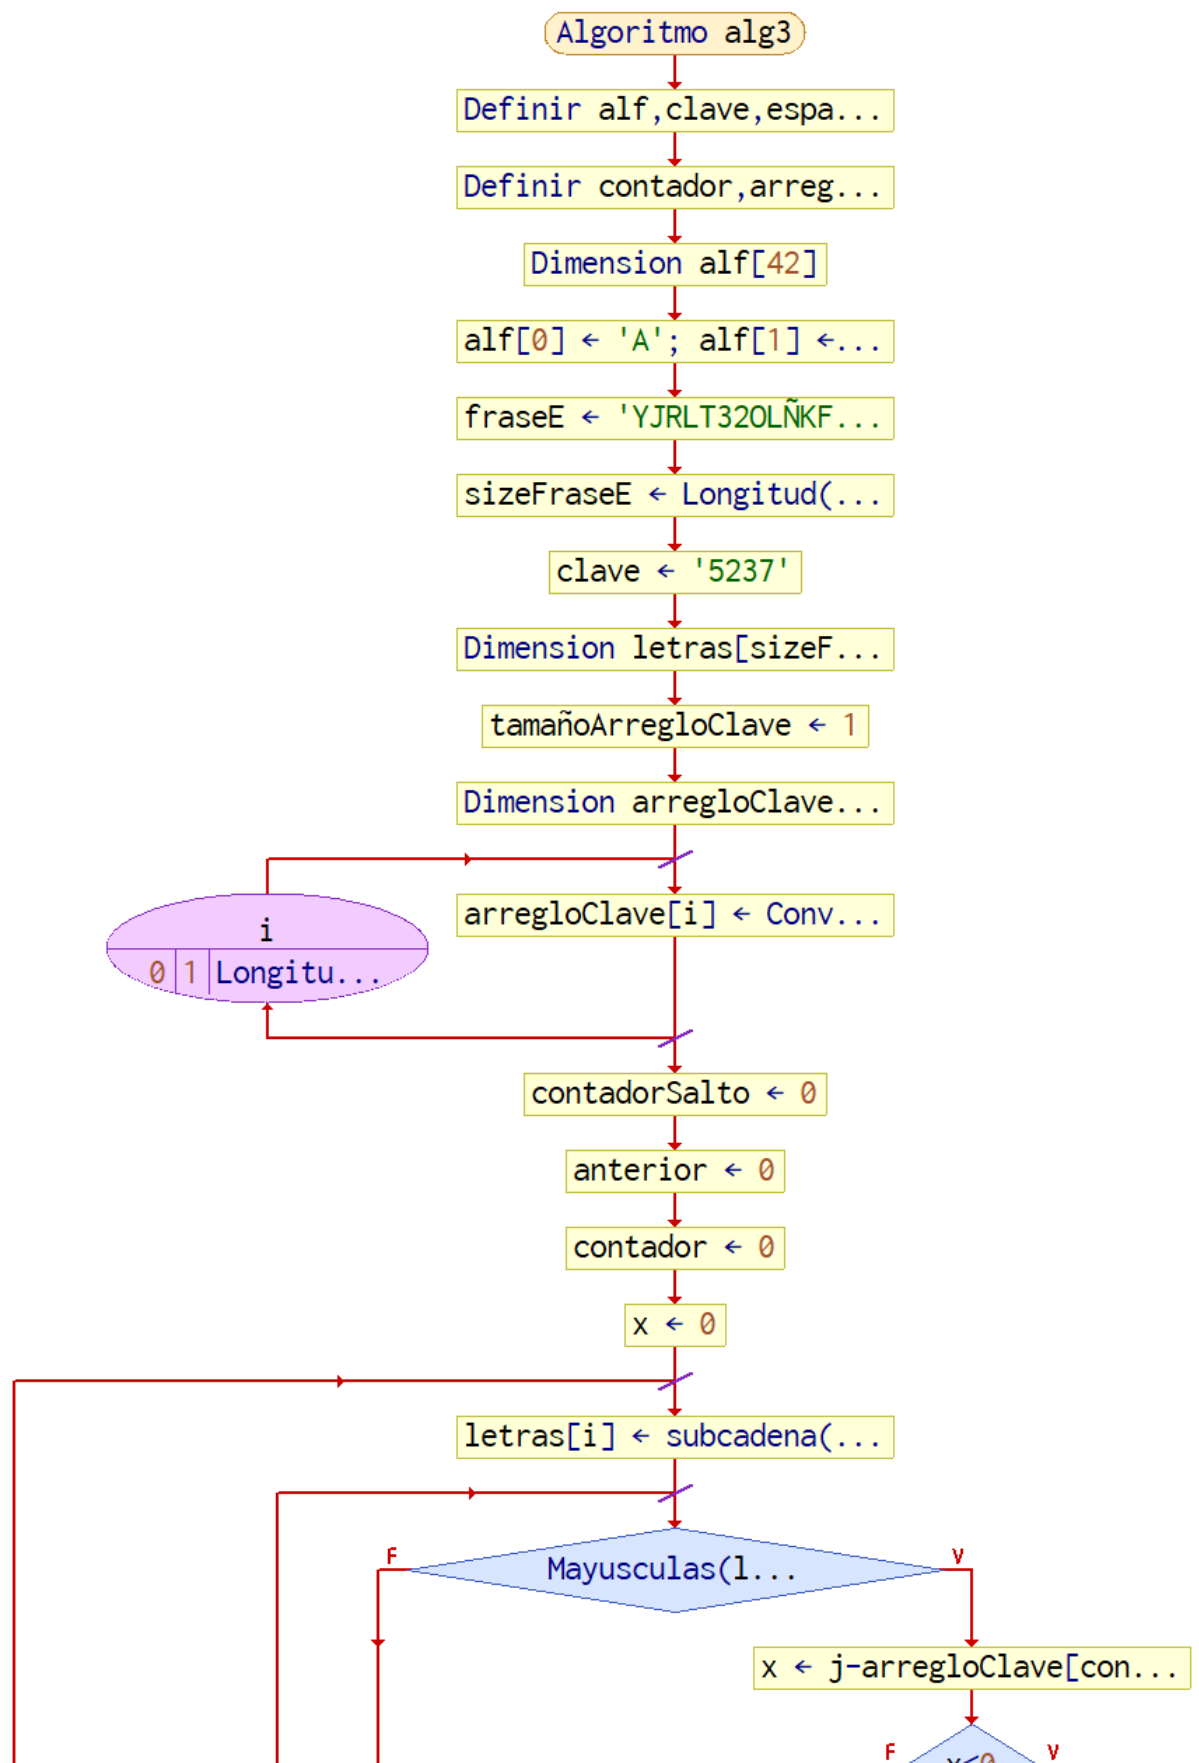 Algoritmo alg3
Definir alf,clave,espa...
Definir contador,arreg...
Dimension alf[42]
alf[0] ← 'A'; alf[1] ←...
fraseE ← 'YJRLT32OLÑKF...
sizeFraseE ← Longitud(...
clave ← '5237'
Dimension letras[sizeF...
tamañoArregloClave ← 1
Dimension arregloClave...
arregloClave[i] ← Conv...
i
0 1 Longitu...
contadorSalto ← 0
anterior ← 0
contador ← 0
x ← 0
letras[i] ← subcadena(...
F
V
Mayusculas(l...
x ← j-arregloClave[con...
F
V